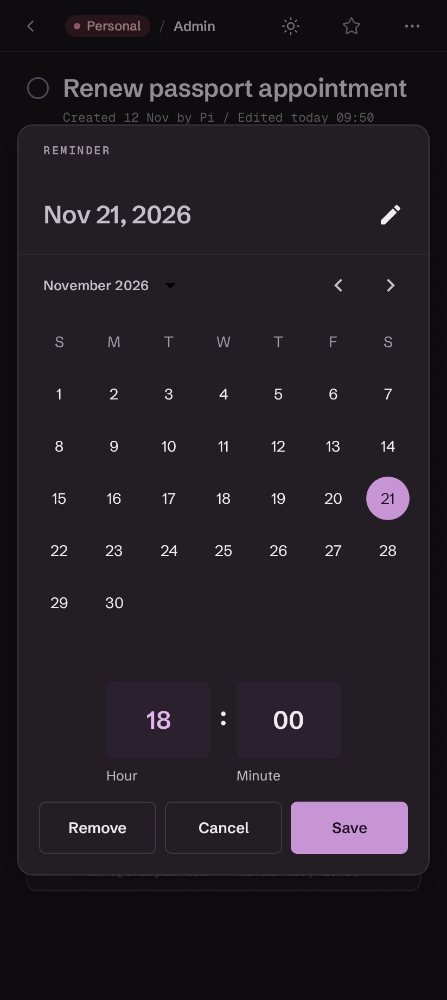 Personal / Admin
Renew passport appointment
Created 12 Nov by Pi / Edited today 09:50
REMINDER
Nov 21, 2026
November 2026
S M T W T F S
1 2 3 4 5 6 7
8 9 10 11 12 13 14
15 16 17 18 19 20 21
22 23 24 25 26 27 28
29 30
18 : 00
Hour Minute
Remove Cancel Save